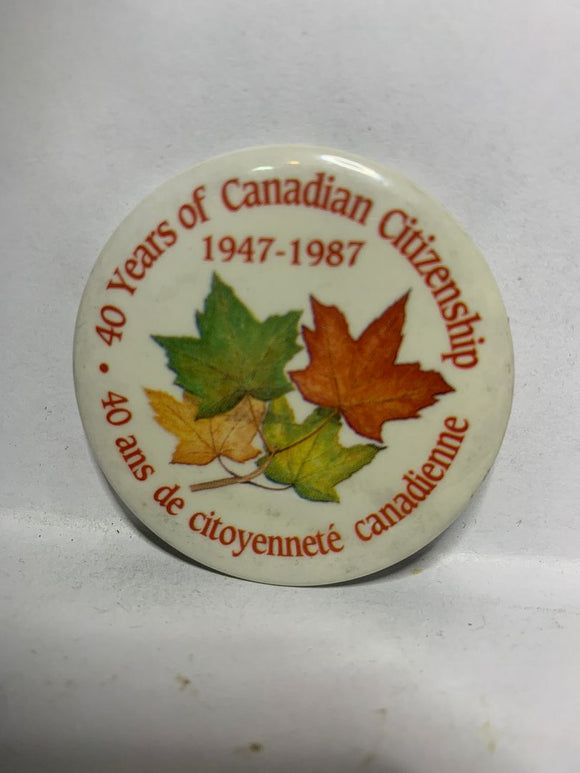 40 Years of Canadian Citizenship
1947-1987
• 40 ans de citoyenneté canadienne